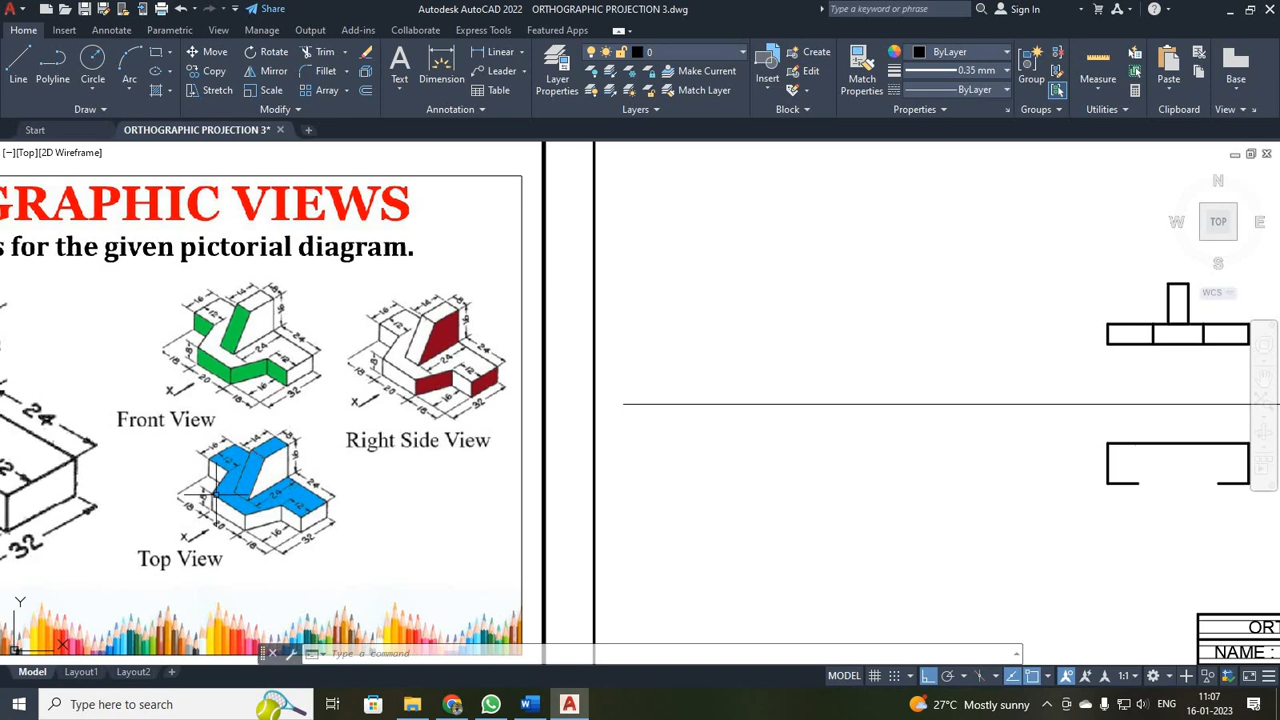 Share
Autodesk AutoCAD 2022 ORTHOGRAPHIC PROJECTION 3.dwg
Type a keyword or phrase
Sign In
Home Insert Annotate Parametric View Manage Output Add-ins Collaborate Express Tools Featured Apps
Line Polyline Circle Arc
Move Rotate Trim
Copy Mirror Fillet
Stretch Scale Array
Text Dimension
Linear
Leader
Table
Layer Properties
0
Make Current
Match Layer
Insert
Create
Edit
Match Properties
ByLayer
0.35 mm
ByLayer
Group
Measure
Paste
Base
Draw Modify Annotation Layers Block Properties Groups Utilities Clipboard View
Start ORTHOGRAPHIC PROJECTION 3*
[−][Top][2D Wireframe]
GRAPHIC VIEWS
s for the given pictorial diagram.
Front View
Right Side View
Top View
24
32
N
W TOP E
S
WCS
Y
X
ORT
NAME :
Type a command
Model Layout1 Layout2
MODEL
1:1
Type here to search
27°C Mostly sunny
ENG
11:07
16-01-2023